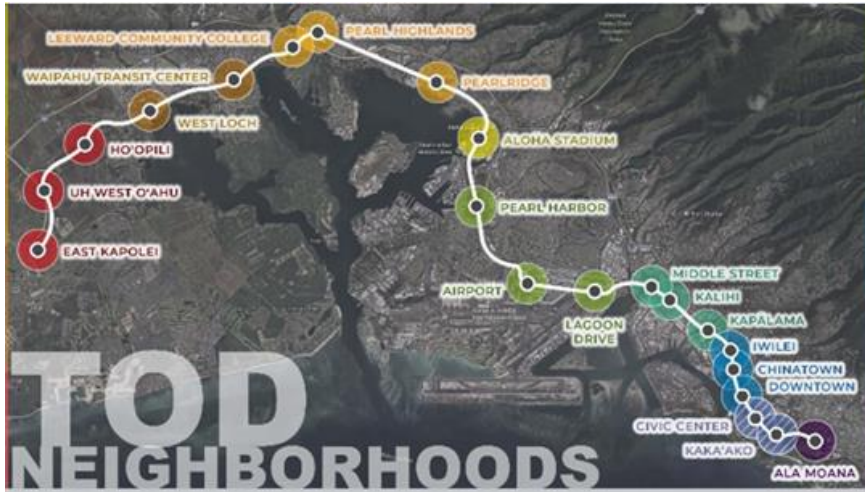 LEEWARD COMMUNITY COLLEGE
PEARL HIGHLANDS
WAIPAHU TRANSIT CENTER
PEARLRIDGE
WEST LOCH
HO'OPILI
ALOHA STADIUM
UH WEST O'AHU
PEARL HARBOR
EAST KAPOLEI
AIRPORT
LAGOON
DRIVE
MIDDLE STREET
KALIHI
KAPĀLAMA
IWILEI
CHINATOWN
DOWNTOWN
CIVIC CENTER
KAKA'AKO
ALA MOANA
TOD
NEIGHBORHOODS